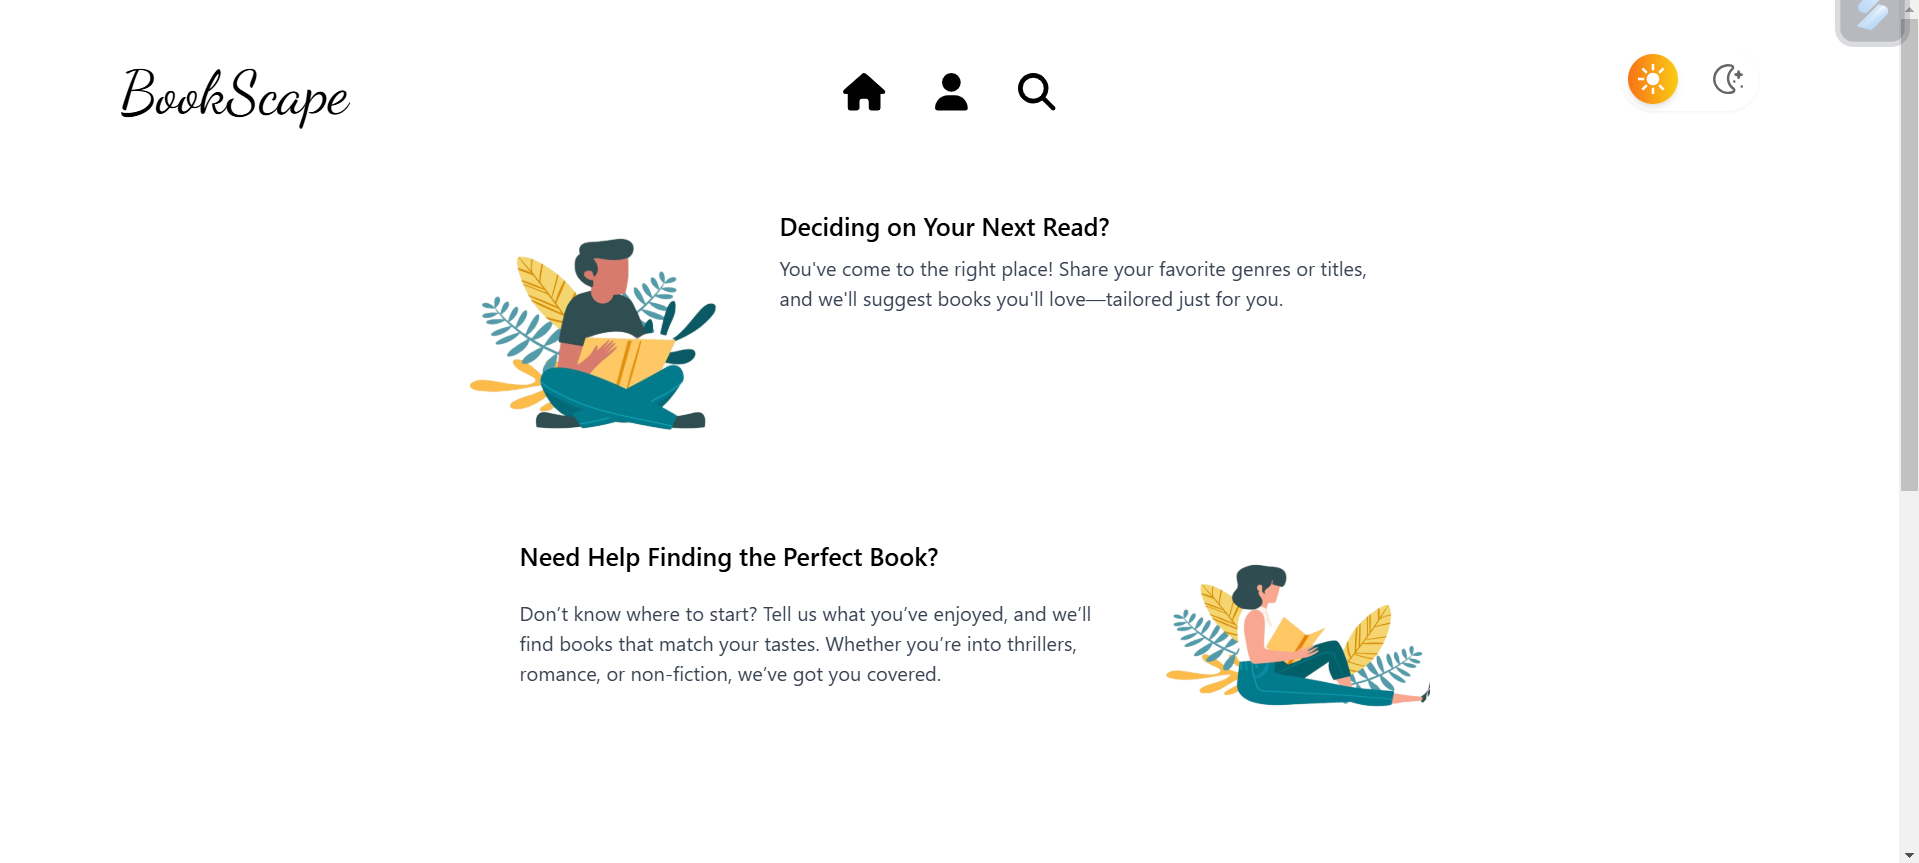 BookScape
Deciding on Your Next Read?
You've come to the right place! Share your favorite genres or titles,
and we'll suggest books you'll love—tailored just for you.
Need Help Finding the Perfect Book?
Don’t know where to start? Tell us what you’ve enjoyed, and we’ll
find books that match your tastes. Whether you’re into thrillers,
romance, or non-fiction, we’ve got you covered.